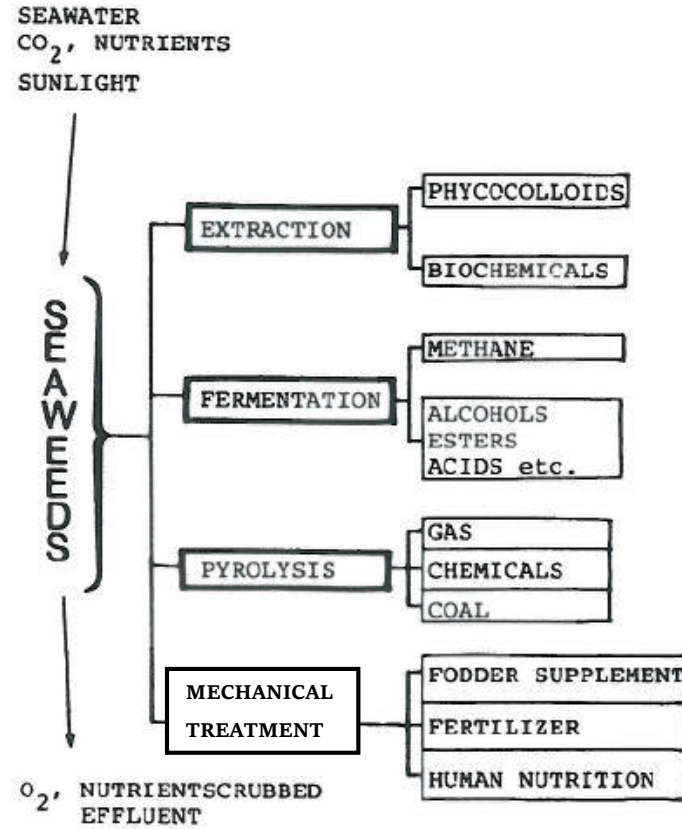 SEAWATER
CO2, NUTRIENTS
SUNLIGHT
SEAWEEDS
EXTRACTION
PHYCOCOLLOIDS
BIOCHEMICALS
FERMENTATION
METHANE
ALCOHOLS
ESTERS
ACIDS etc.
PYROLYSIS
GAS
CHEMICALS
COAL
MECHANICAL
TREATMENT
FODDER SUPPLEMENT
FERTILIZER
HUMAN NUTRITION
O2, NUTRIENTSCRUBBED
EFFLUENT